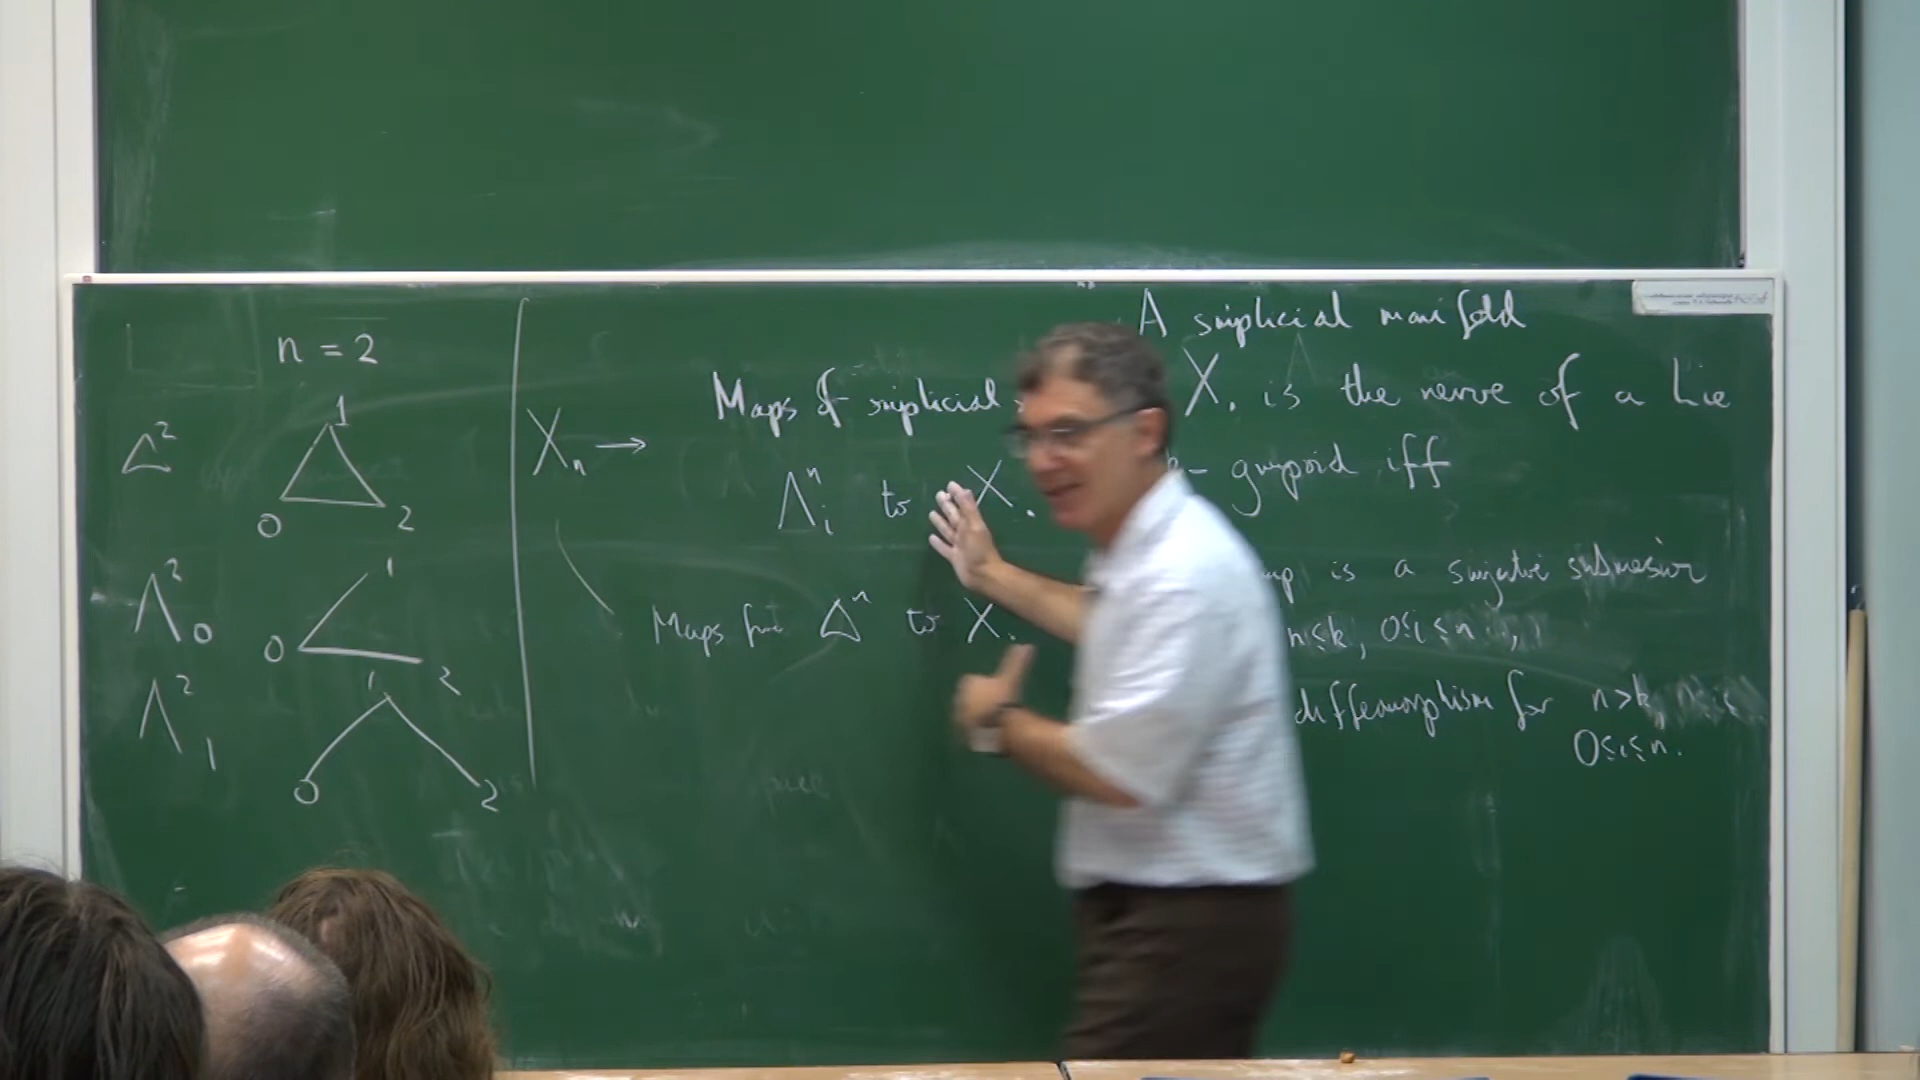 n = 2
Δ²
1
0
2
Λ²₀
1
0
2
Λ²₁
1
0
2
Xₙ →
Maps of simplicial
Λⁿᵢ to X.
Maps from Δⁿ to X.
A simplicial manifold
X. is the nerve of a Lie
k- groupoid iff
map is a surjective submersion
n≤k, 0≤i≤n
diffeomorphism for n>k,
0≤i≤n.